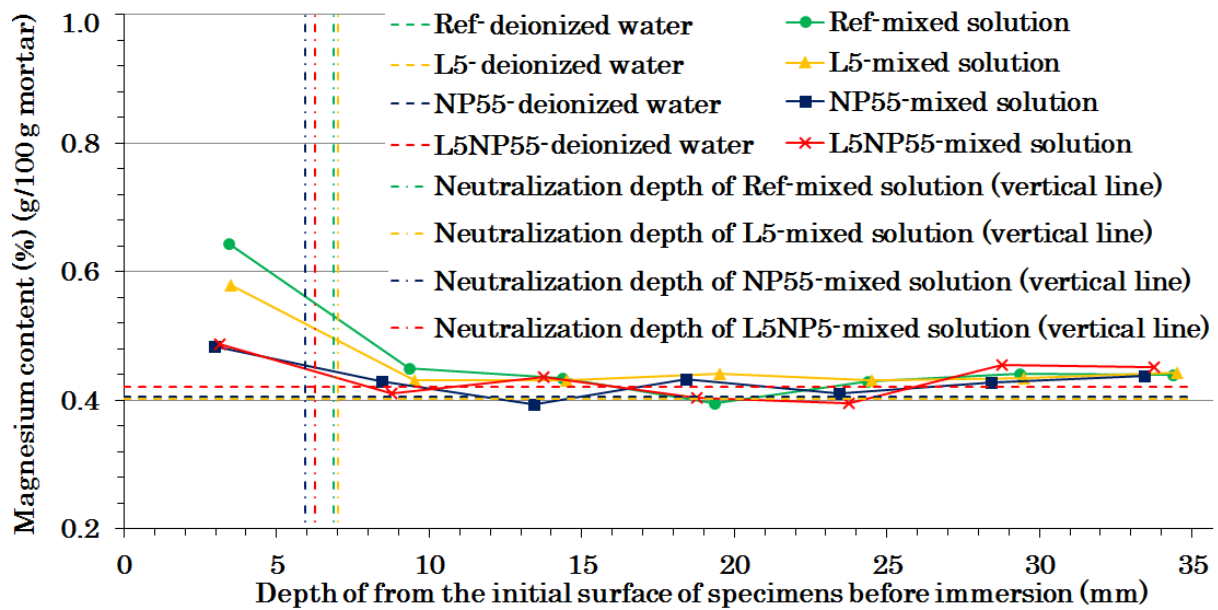 Magnesium content (%) (g/100 g mortar)
1.0
0.8
0.6
0.4
0.2
Ref- deionized water
Ref-mixed solution
L5- deionized water
L5-mixed solution
NP55-deionized water
NP55-mixed solution
L5NP55-deionized water
L5NP55-mixed solution
Neutralization depth of Ref-mixed solution (vertical line)
Neutralization depth of L5-mixed solution (vertical line)
Neutralization depth of NP55-mixed solution (vertical line)
Neutralization depth of L5NP5-mixed solution (vertical line)
0 5 10 15 20 25 30 35
Depth of from the initial surface of specimens before immersion (mm)